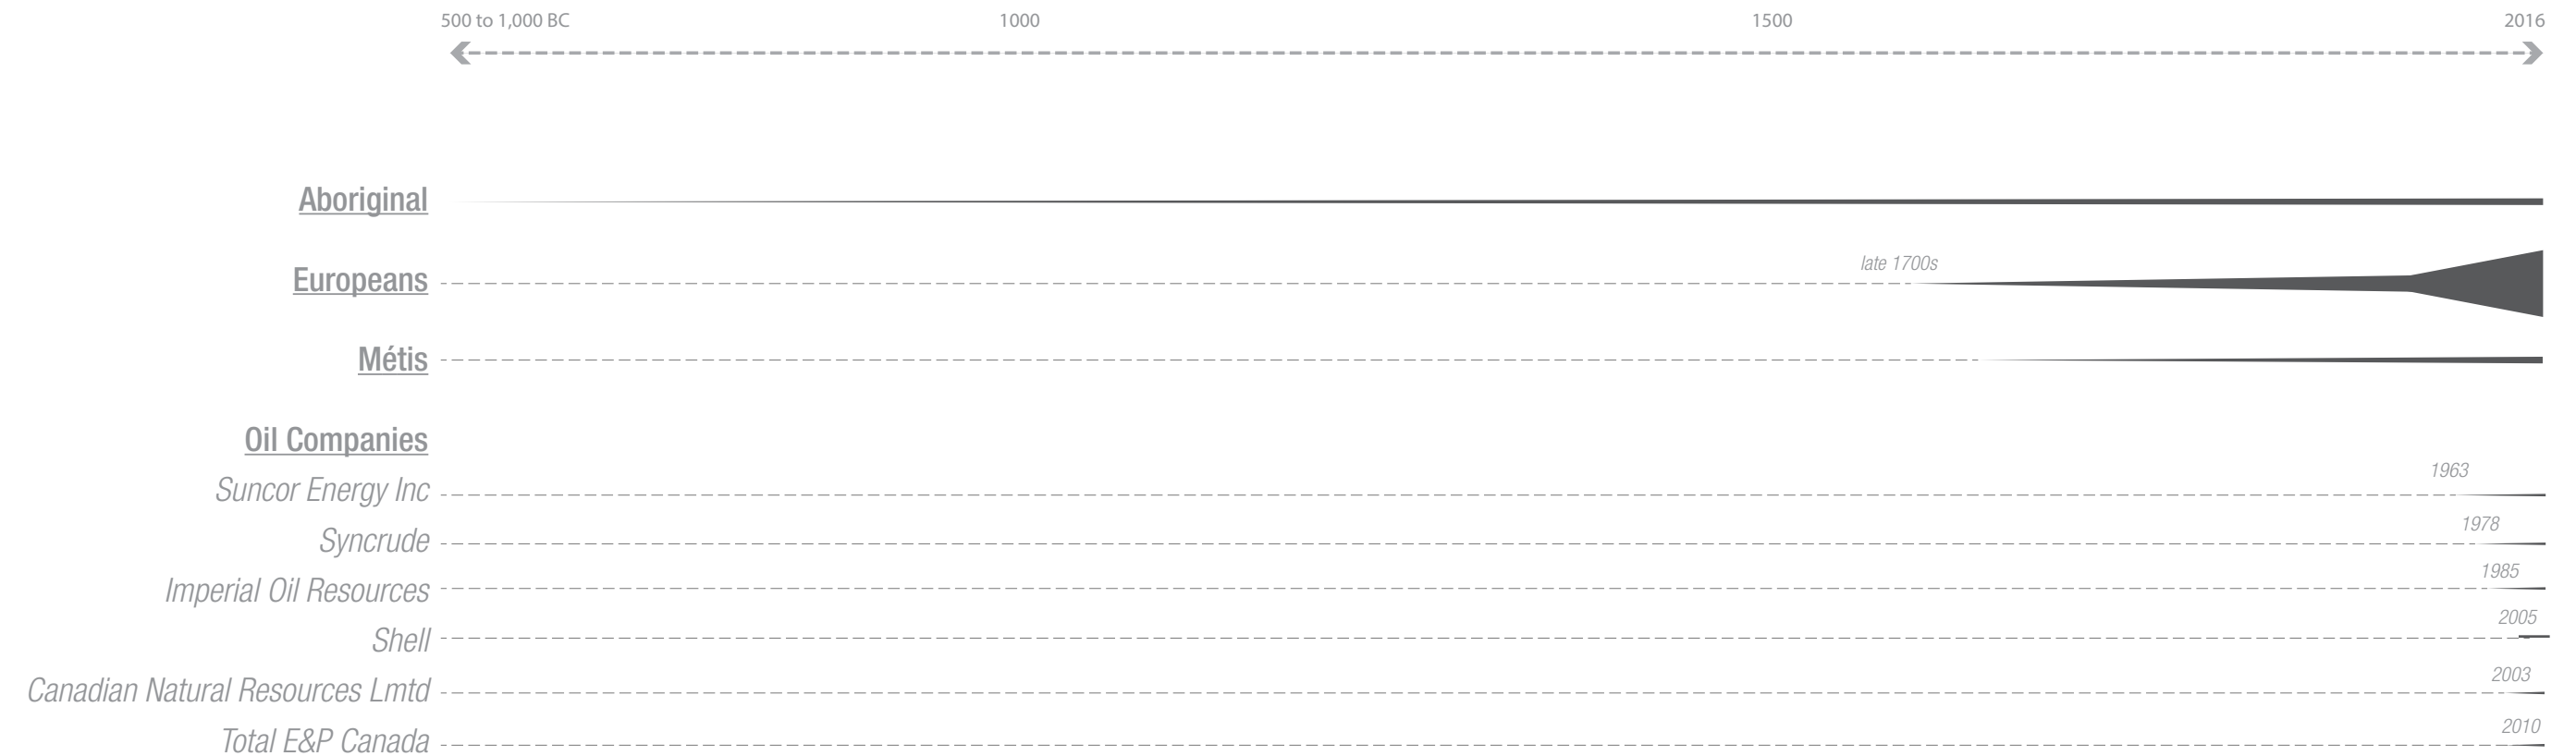 500 to 1,000 BC 1000 1500 2016
Aboriginal
late 1700s
Europeans
Métis
Oil Companies
1963
Suncor Energy Inc
1978
Syncrude
1985
Imperial Oil Resources
2005
Shell
2003
Canadian Natural Resources Lmtd
2010
Total E&P Canada